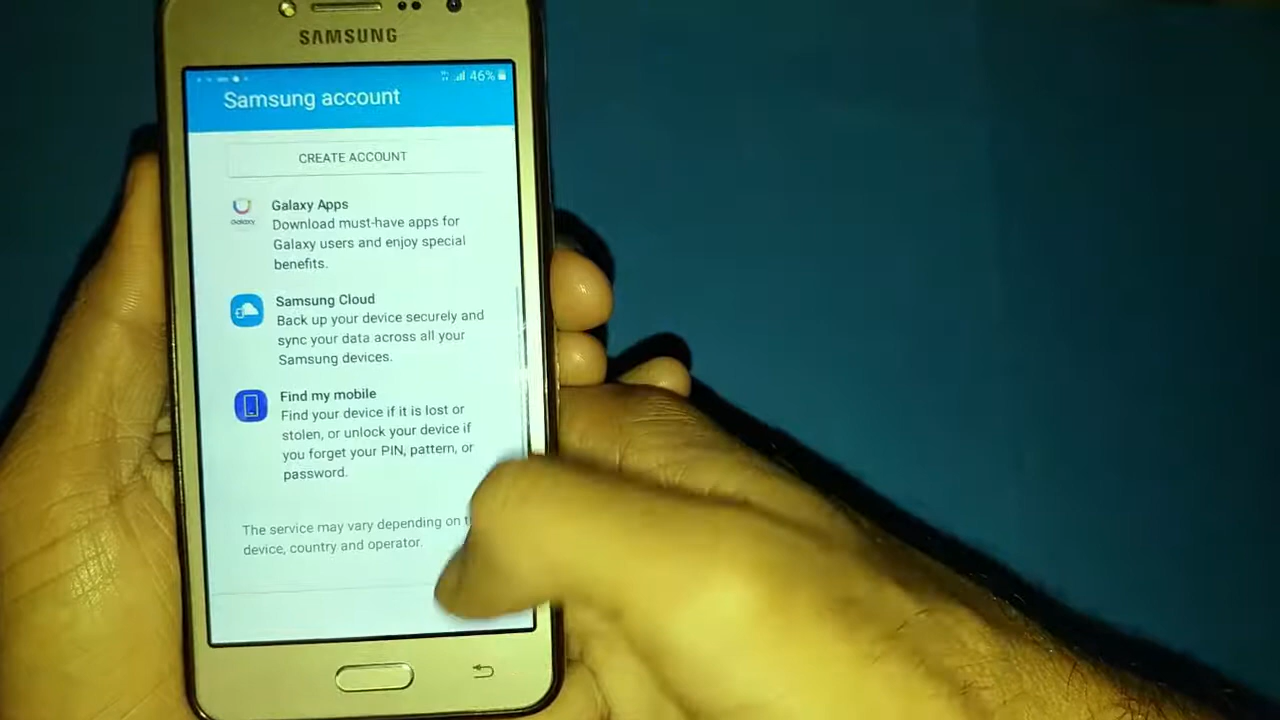 SAMSUNG
46%
Samsung account
CREATE ACCOUNT
Galaxy Apps
Galaxy
Download must-have apps for
Galaxy users and enjoy special
benefits.
Samsung Cloud
Back up your device securely and
sync your data across all your
Samsung devices.
Find my mobile
Find your device if it is lost or
stolen, or unlock your device if
you forget your PIN, pattern, or
password.
The service may vary depending on
device, country and operator.